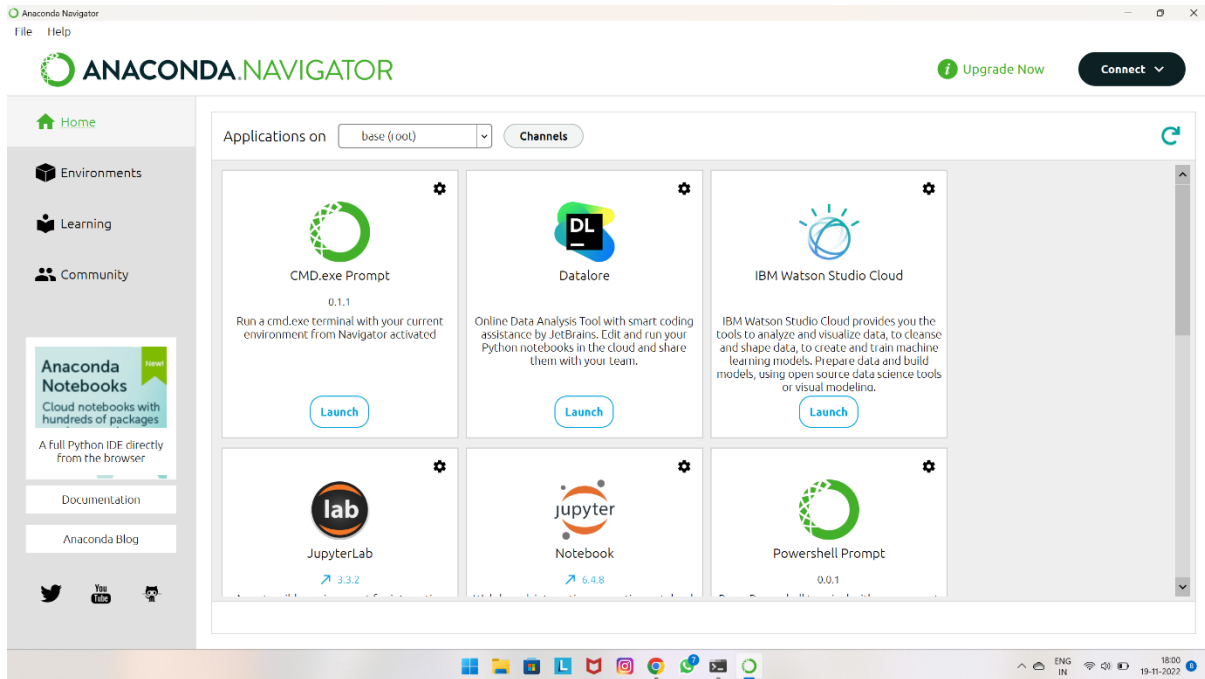 Anaconda Navigator
File Help
ANACONDA.NAVIGATOR
Upgrade Now
Connect
Home
Environments
Learning
Community
Anaconda
Notebooks
New!
Cloud notebooks with
hundreds of packages
A full Python IDE directly
from the browser
Documentation
Anaconda Blog
You
Tube
Applications on base (root) Channels
CMD.exe Prompt
0.1.1
Run a cmd.exe terminal with your current
environment from Navigator activated
Launch
DL
Datalore
Online Data Analysis Tool with smart coding
assistance by JetBrains. Edit and run your
Python notebooks in the cloud and share
them with your team.
Launch
IBM Watson Studio Cloud
IBM Watson Studio Cloud provides you the
tools to analyze and visualize data, to cleanse
and shape data, to create and train machine
learning models. Prepare data and build
models, using open source data science tools
or visual modeling.
Launch
lab
JupyterLab
3.3.2
jupyter
Notebook
6.4.8
Powershell Prompt
0.0.1
L
7
ENG
IN
18:00
19-11-2022
8